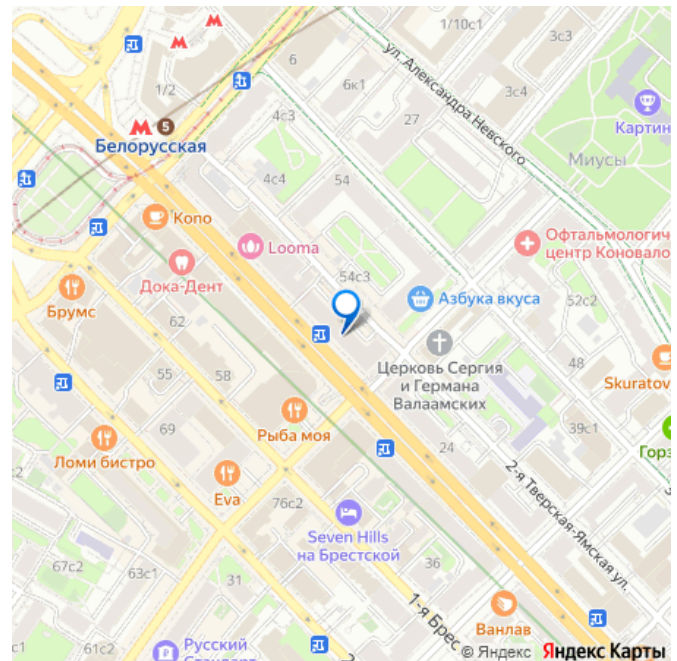 1/10с1
3с3
6
6к1
ул. Александра Невского
3с4
1/2
5
Белорусская
4с3
27
Картин
Миусы
4с4
54
Kono
Looma
Офтальмологич
центр Коновало
Дока-Дент
54с3
Азбука вкуса
52с2
Брумс
62
Церковь Сергия
и Германа
Валаамских
48
Skuratov
55
58
69
Рыба моя
24
39с1
Горз
Ломи бистро
Eva
2-я Тверская-Ямская ул.
76с2
Seven Hills
на Брестской
67с2
63с1
31
36
1-я Брес
Ванлав
61с2
Русский
© Яндекс Яндекс Карты